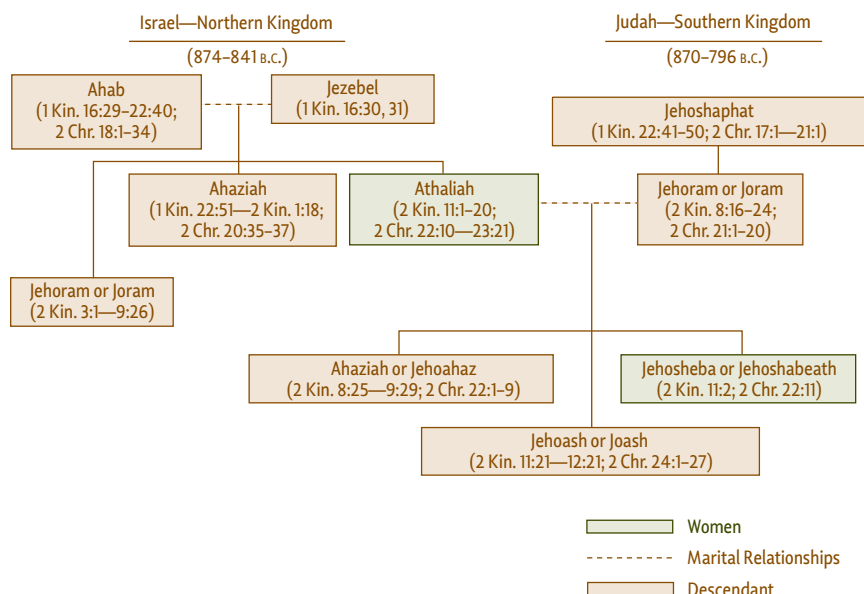 Israel—Northern Kingdom
(874–841 B.C.)
Judah—Southern Kingdom
(870–796 B.C.)
Ahab
(1 Kin. 16:29–22:40;
2 Chr. 18:1–34)
Jezebel
(1 Kin. 16:30, 31)
Jehoshaphat
(1 Kin. 22:41–50; 2 Chr. 17:1—21:1)
Ahaziah
(1 Kin. 22:51—2 Kin. 1:18;
2 Chr. 20:35–37)
Athaliah
(2 Kin. 11:1–20;
2 Chr. 22:10—23:21)
Jehoram or Joram
(2 Kin. 8:16–24;
2 Chr. 21:1–20)
Jehoram or Joram
(2 Kin. 3:1—9:26)
Ahaziah or Jehoahaz
(2 Kin. 8:25—9:29; 2 Chr. 22:1–9)
Jehosheba or Jehoshabeath
(2 Kin. 11:2; 2 Chr. 22:11)
Jehoash or Joash
(2 Kin. 11:21—12:21; 2 Chr. 24:1–27)
Women
Marital Relationships
Descendant